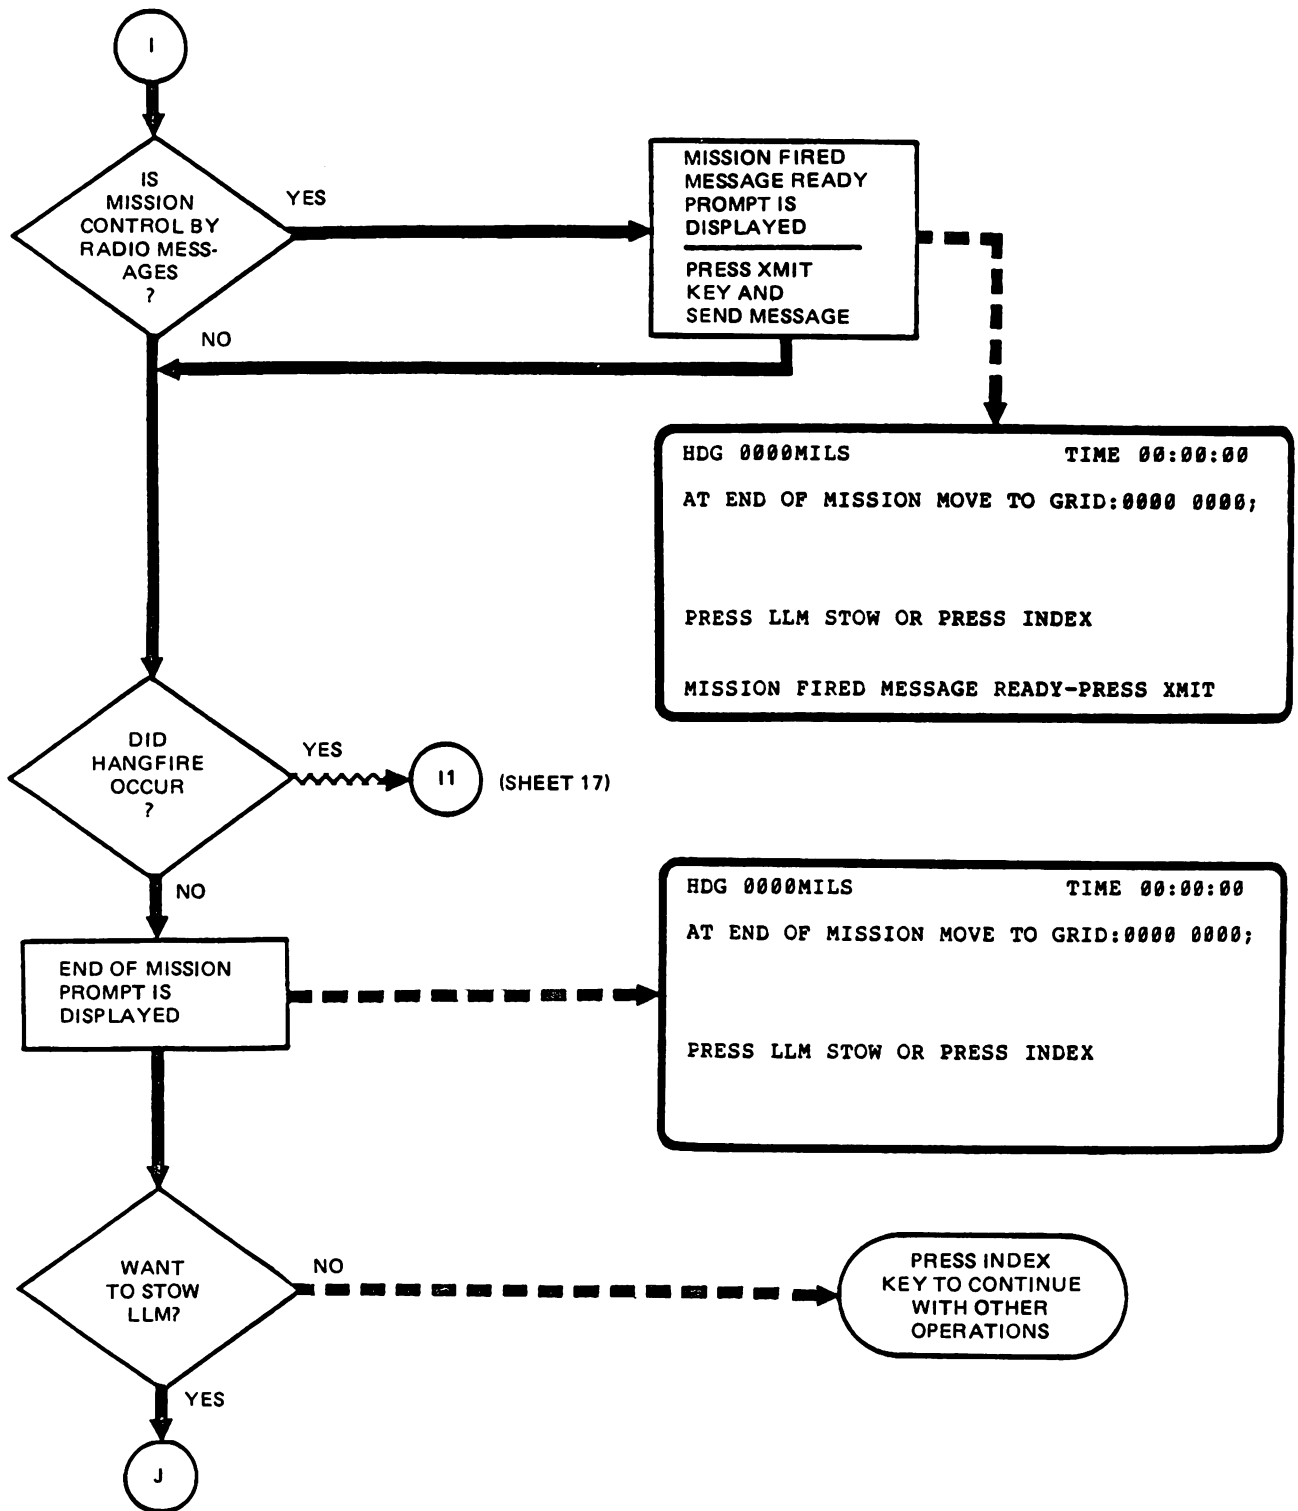 I
IS
MISSION
CONTROL BY
RADIO MESS-
AGES
?
YES
MISSION FIRED
MESSAGE READY
PROMPT IS
DISPLAYED
PRESS XMIT
KEY AND
SEND MESSAGE
NO
HDG 0000MILS TIME 00:00:00
AT END OF MISSION MOVE TO GRID:0000 0000;
PRESS LLM STOW OR PRESS INDEX
MISSION FIRED MESSAGE READY-PRESS XMIT
DID
HANGFIRE
OCCUR
?
YES
I1
(SHEET 17)
NO
END OF MISSION
PROMPT IS
DISPLAYED
HDG 0000MILS TIME 00:00:00
AT END OF MISSION MOVE TO GRID:0000 0000;
PRESS LLM STOW OR PRESS INDEX
WANT
TO STOW
LLM?
NO
PRESS INDEX
KEY TO CONTINUE
WITH OTHER
OPERATIONS
YES
J